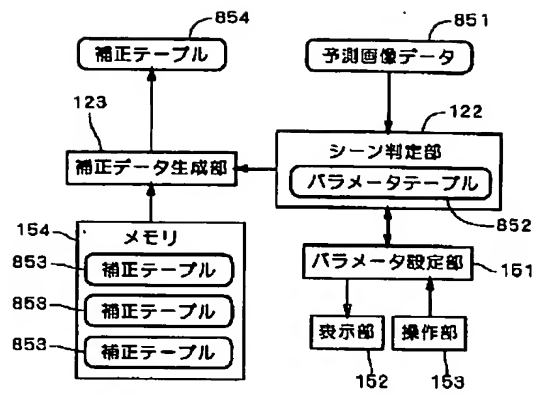 854
補正テーブル
851
予測画像データ
123
補正データ生成部
122
シーン判定部
パラメータテーブル
852
154
メモリ
853
補正テーブル
853
補正テーブル
853
補正テーブル
パラメータ設定部
151
表示部
操作部
152
153